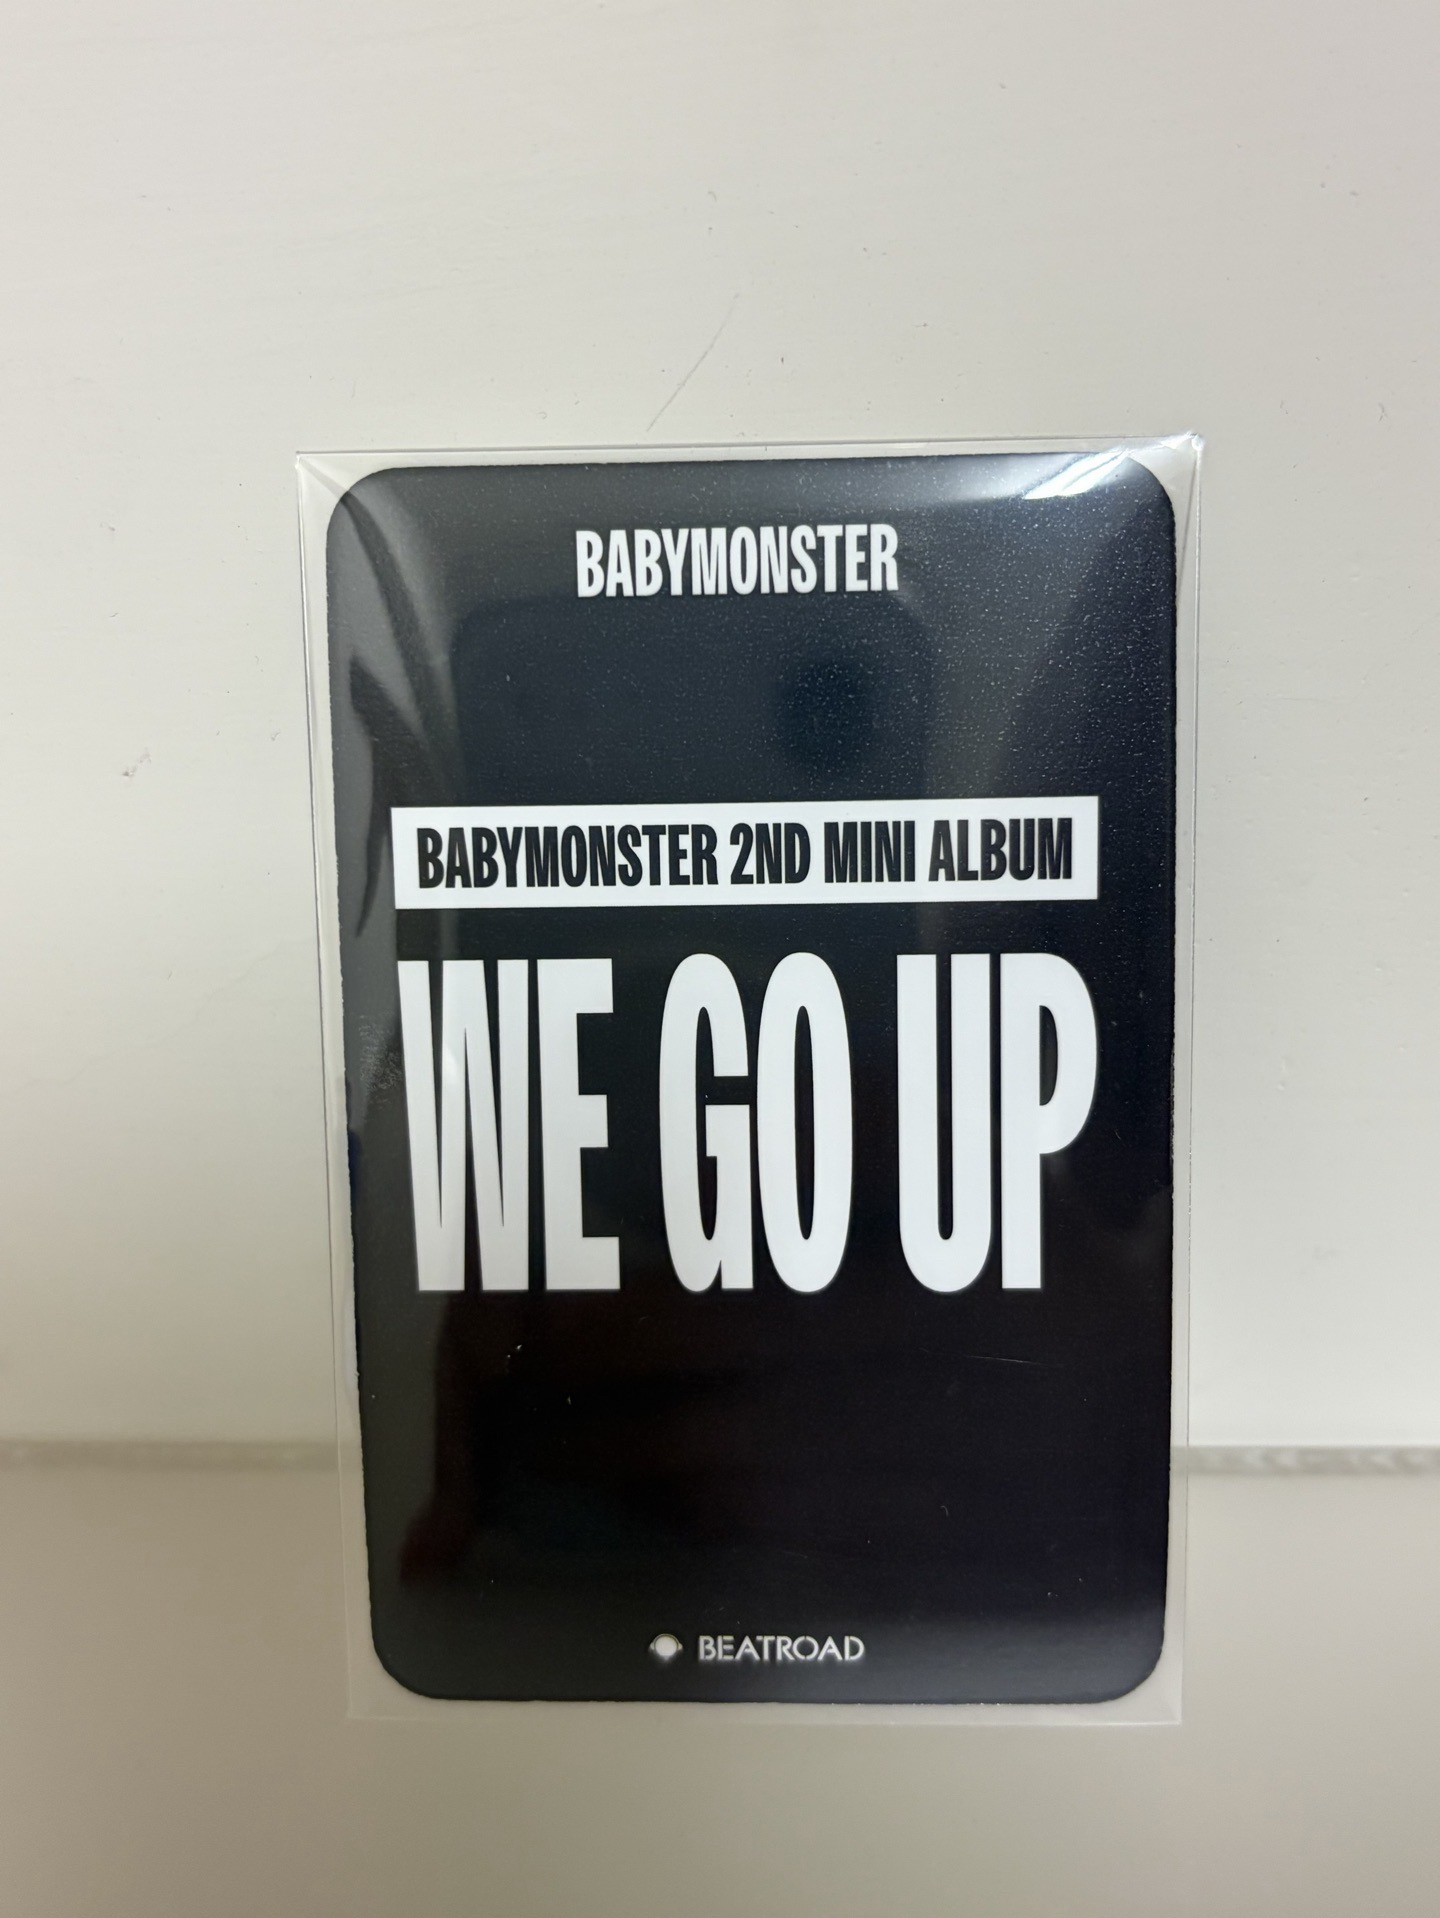 BABYMONSTER
BABYMONSTER 2ND MINI ALBUM
WE GO UP
BEATROAD